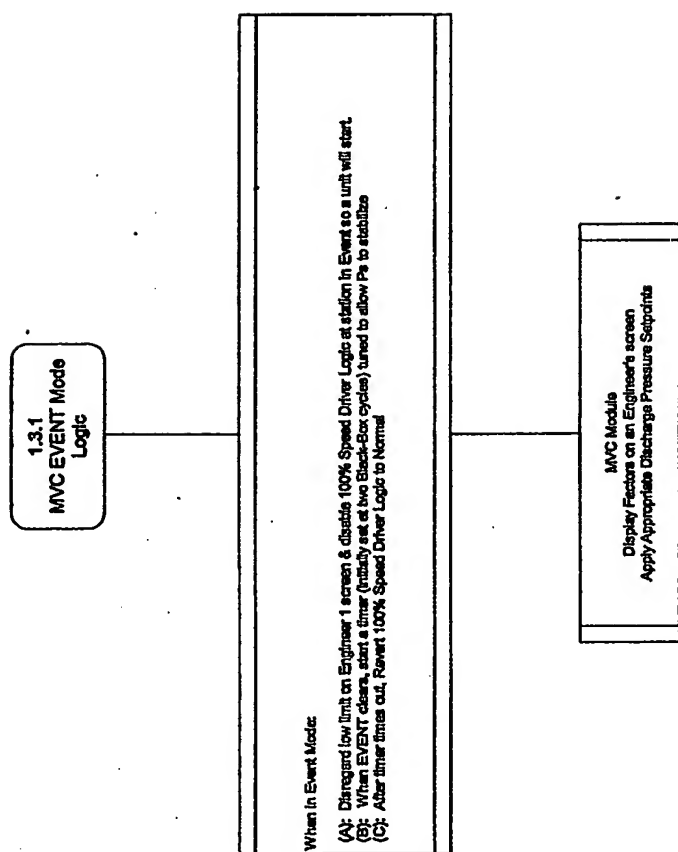 1.3.1
MVC EVENT Mode
Logic
When in Event Mode:
(A): Disregard low limit on Engineer 1 screen & disable 100% Speed Driver Logic at station in Event so a unit will start.
(B): When EVENT clears, start a timer (initially set at two Black-Box cycles) tuned to allow Ps to stabilize
(C): After timer times out, Revert 100% Speed Driver Logic to Normal
MVC Module
Display Factors on an Engineer's screen
Apply Appropriate Discharge Pressure Setpoints